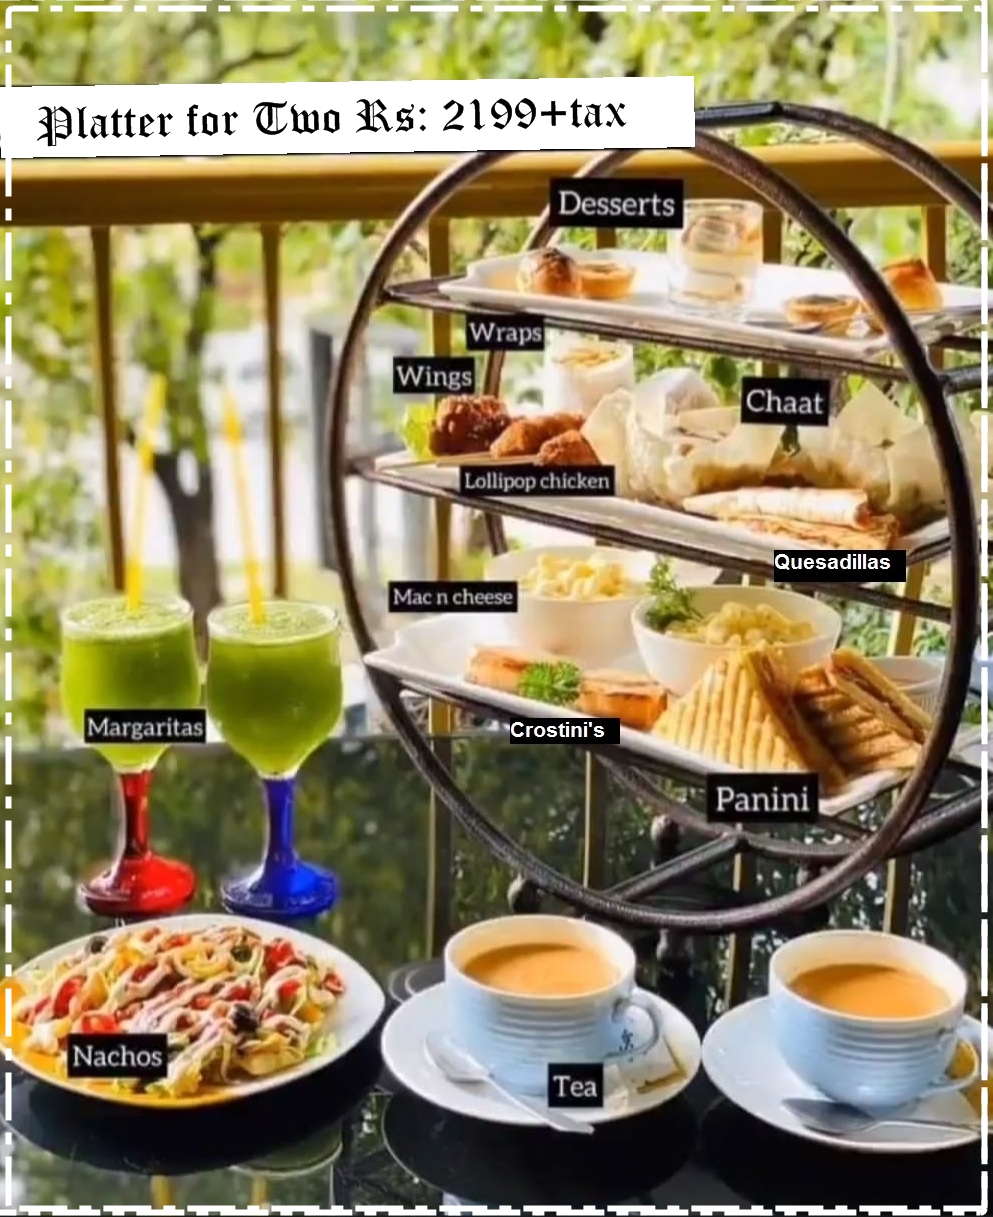 Platter for Two Rs: 2199+tax
Desserts
Wraps
Wings
Chaat
Lollipop chicken
Quesadillas
Mac n cheese
Crostini's
Margaritas
Panini
Nachos
Tea